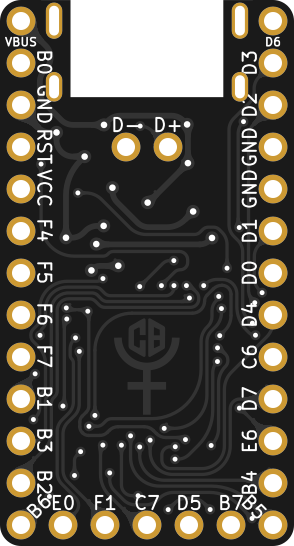 VBUS
D6
B0
D3
GND
D2
D- D+
RST
GND
VCC
GND
F4
D1
F5
D0
F6
D4
F7
C6
B1
D7
B3
E6
B2
B4
B6
B5
E0 F1 C7 D5 B7
CB